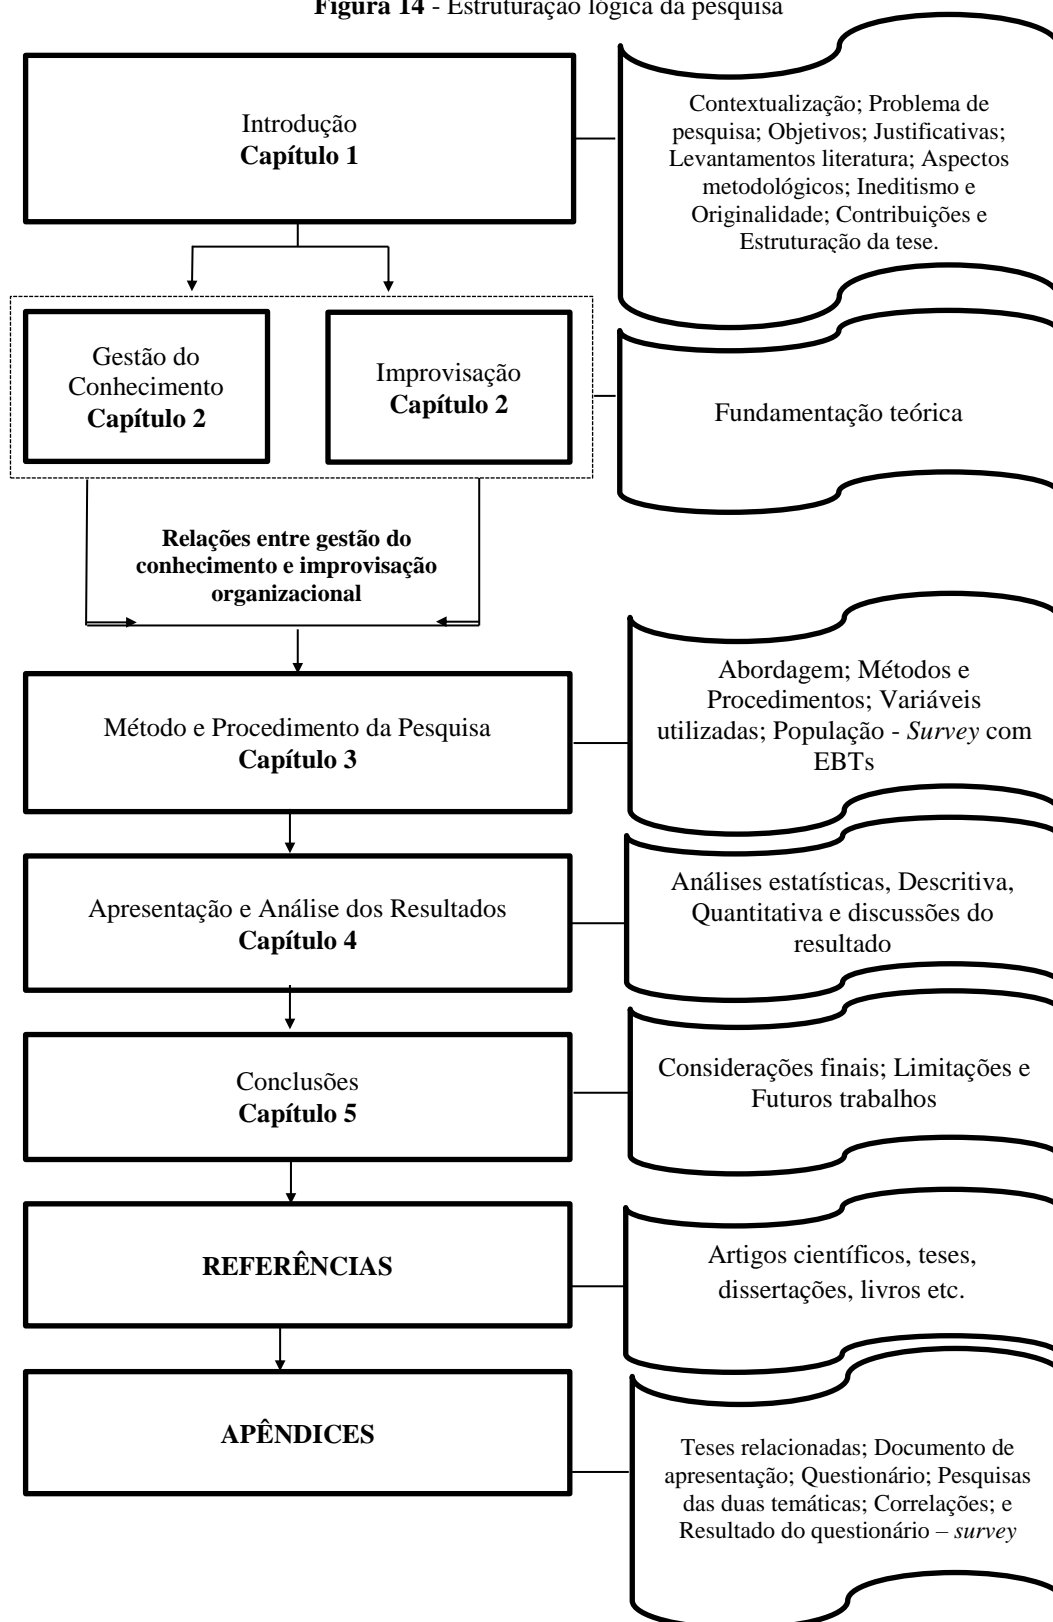 Figura 14 - Estruturação lógica da pesquisa
Introdução
Capítulo 1
Contextualização; Problema de
pesquisa; Objetivos; Justificativas;
Levantamentos literatura; Aspectos
metodológicos; Ineditismo e
Originalidade; Contribuições e
Estruturação da tese.
Gestão do
Conhecimento
Capítulo 2
Improvisação
Capítulo 2
Fundamentação teórica
Relações entre gestão do
conhecimento e improvisação
organizacional
Método e Procedimento da Pesquisa
Capítulo 3
Abordagem; Métodos e
Procedimentos; Variáveis
utilizadas; População - Survey com
EBTs
Apresentação e Análise dos Resultados
Capítulo 4
Análises estatísticas, Descritiva,
Quantitativa e discussões do
resultado
Conclusões
Capítulo 5
Considerações finais; Limitações e
Futuros trabalhos
REFERÊNCIAS
Artigos científicos, teses,
dissertações, livros etc.
APÊNDICES
Teses relacionadas; Documento de
apresentação; Questionário; Pesquisas
das duas temáticas; Correlações; e
Resultado do questionário – survey